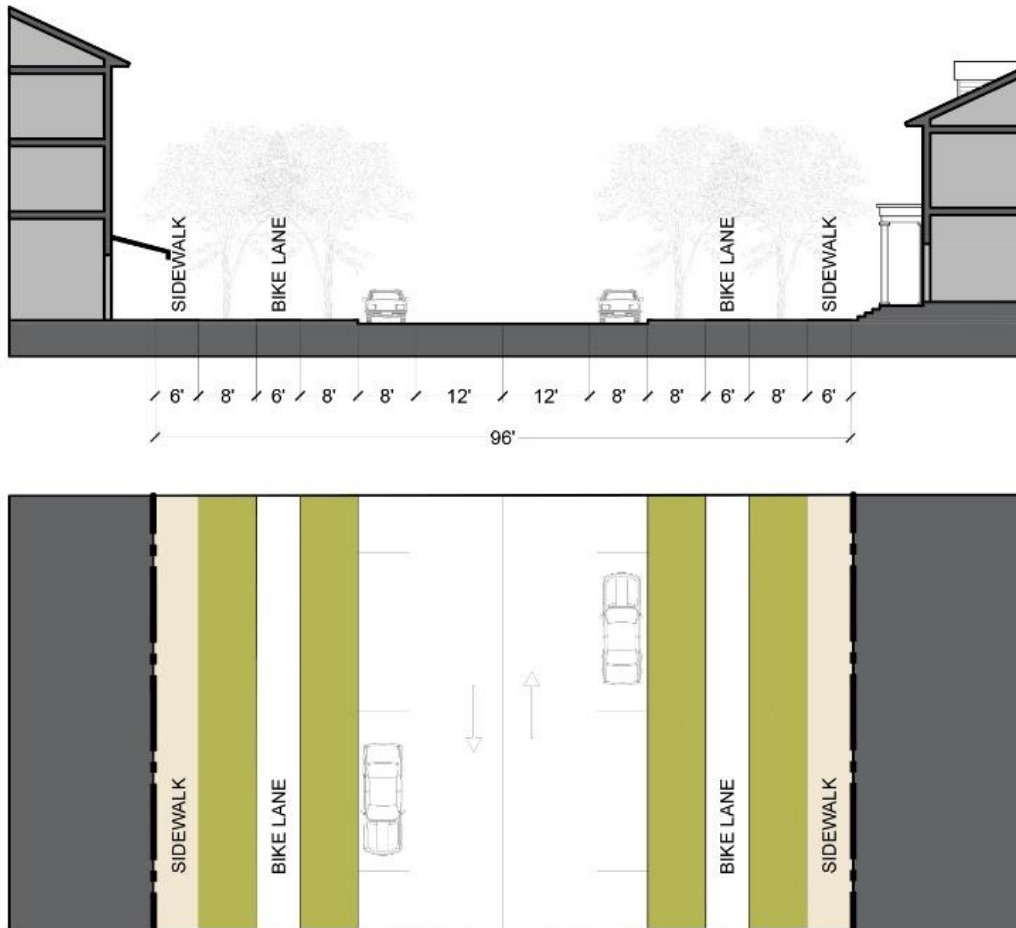 SIDEWALK
BIKE LANE
BIKE LANE
SIDEWALK
6' 8' 6' 8' 8' 12' 12' 8' 8' 6' 8' 6'
96'
SIDEWALK
BIKE LANE
BIKE LANE
SIDEWALK